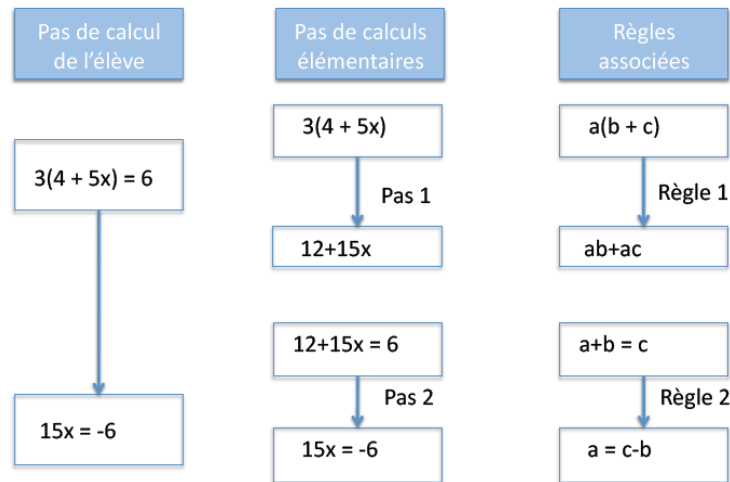 Pas de calcul
de l'élève
Pas de calculs
élémentaires
Règles
associées
3(4 + 5x) = 6
15x = -6
3(4 + 5x)
Pas 1
12+15x
12+15x = 6
Pas 2
15x = -6
a(b + c)
Règle 1
ab+ac
a+b = c
Règle 2
a = c-b